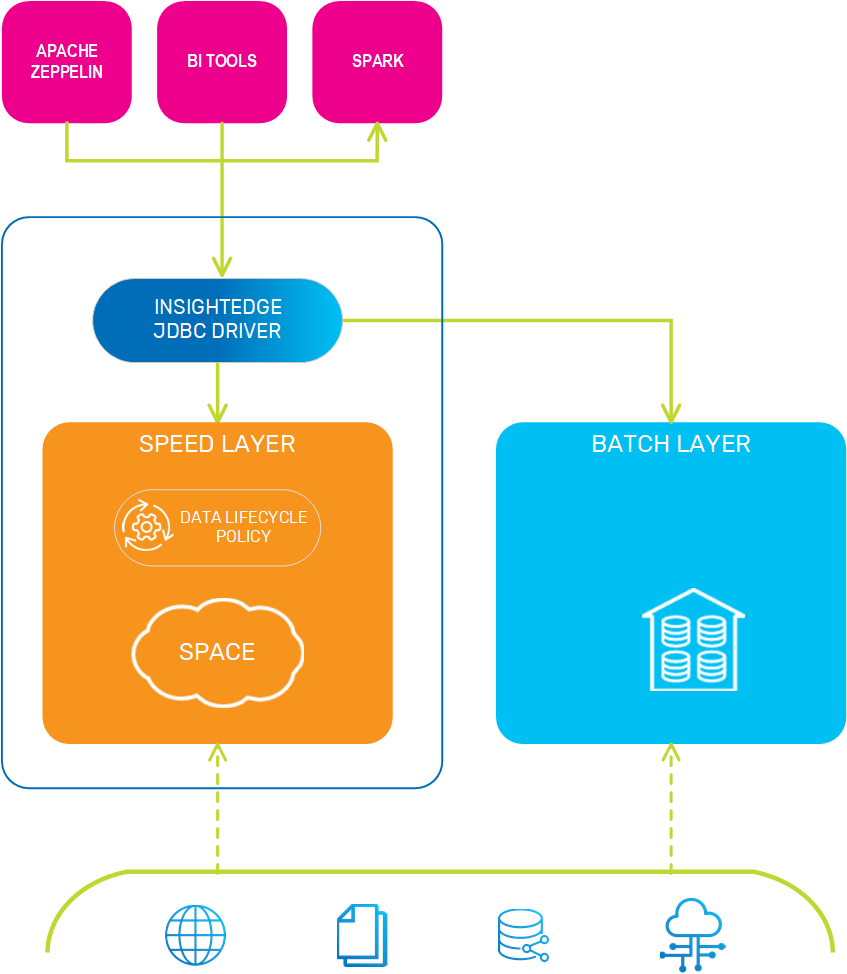 APACHE
ZEPPELIN
BI TOOLS
SPARK
INSIGHTEDGE
JDBC DRIVER
SPEED LAYER
DATA LIFECYCLE
POLICY
SPACE
BATCH LAYER